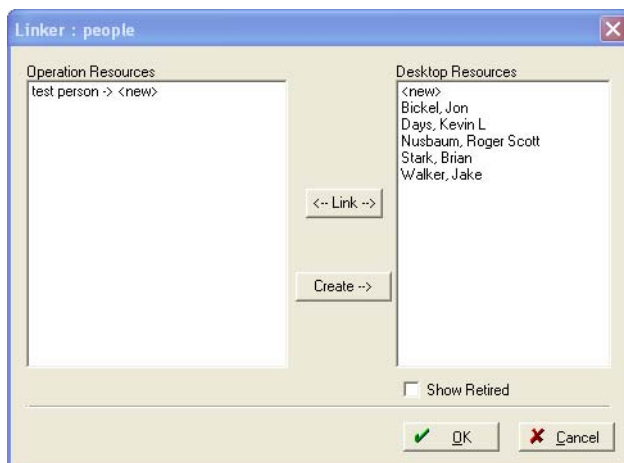 Linker : people
Operation Resources
test person -> <new>
Desktop Resources
<new>
Bickel, Jon
Days, Kevin L
Nusbaum, Roger Scott
Stark, Brian
Walker, Jake
<-- Link -->
Create -->
Show Retired
OK
Cancel